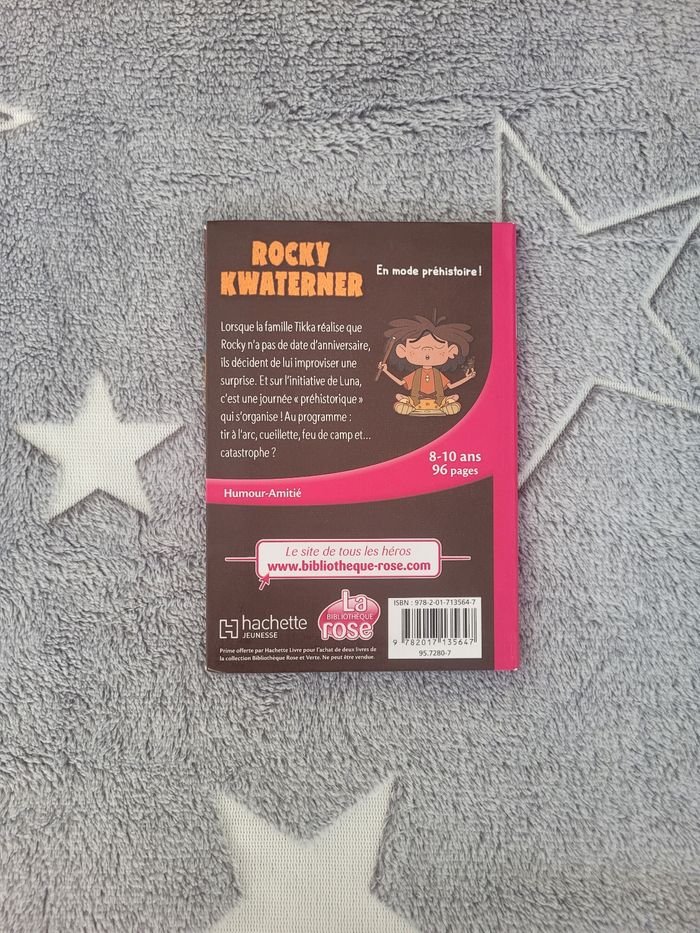 ROCKY
KWATERNER
En mode préhistoire !
Lorsque la famille Tikka réalise que
Rocky n'a pas de date d'anniversaire,
ils décident de lui improviser une
surprise. Et sur l'initiative de Luna,
c'est une journée « préhistorique »
qui s'organise ! Au programme :
tir à l'arc, cueillette, feu de camp et...
catastrophe ?
8-10 ans
96 pages
Humour-Amitié
Le site de tous les héros
www.bibliotheque-rose.com
hachette
JEUNESSE
La
BIBLIOTHÈQUE
rose
ISBN : 978-2-01-713564-7
9 782017 135647
95.7280-7
Prime offerte par Hachette Livre pour l'achat de deux livres de
la collection Bibliothèque Rose et Verte. Ne peut être vendue.